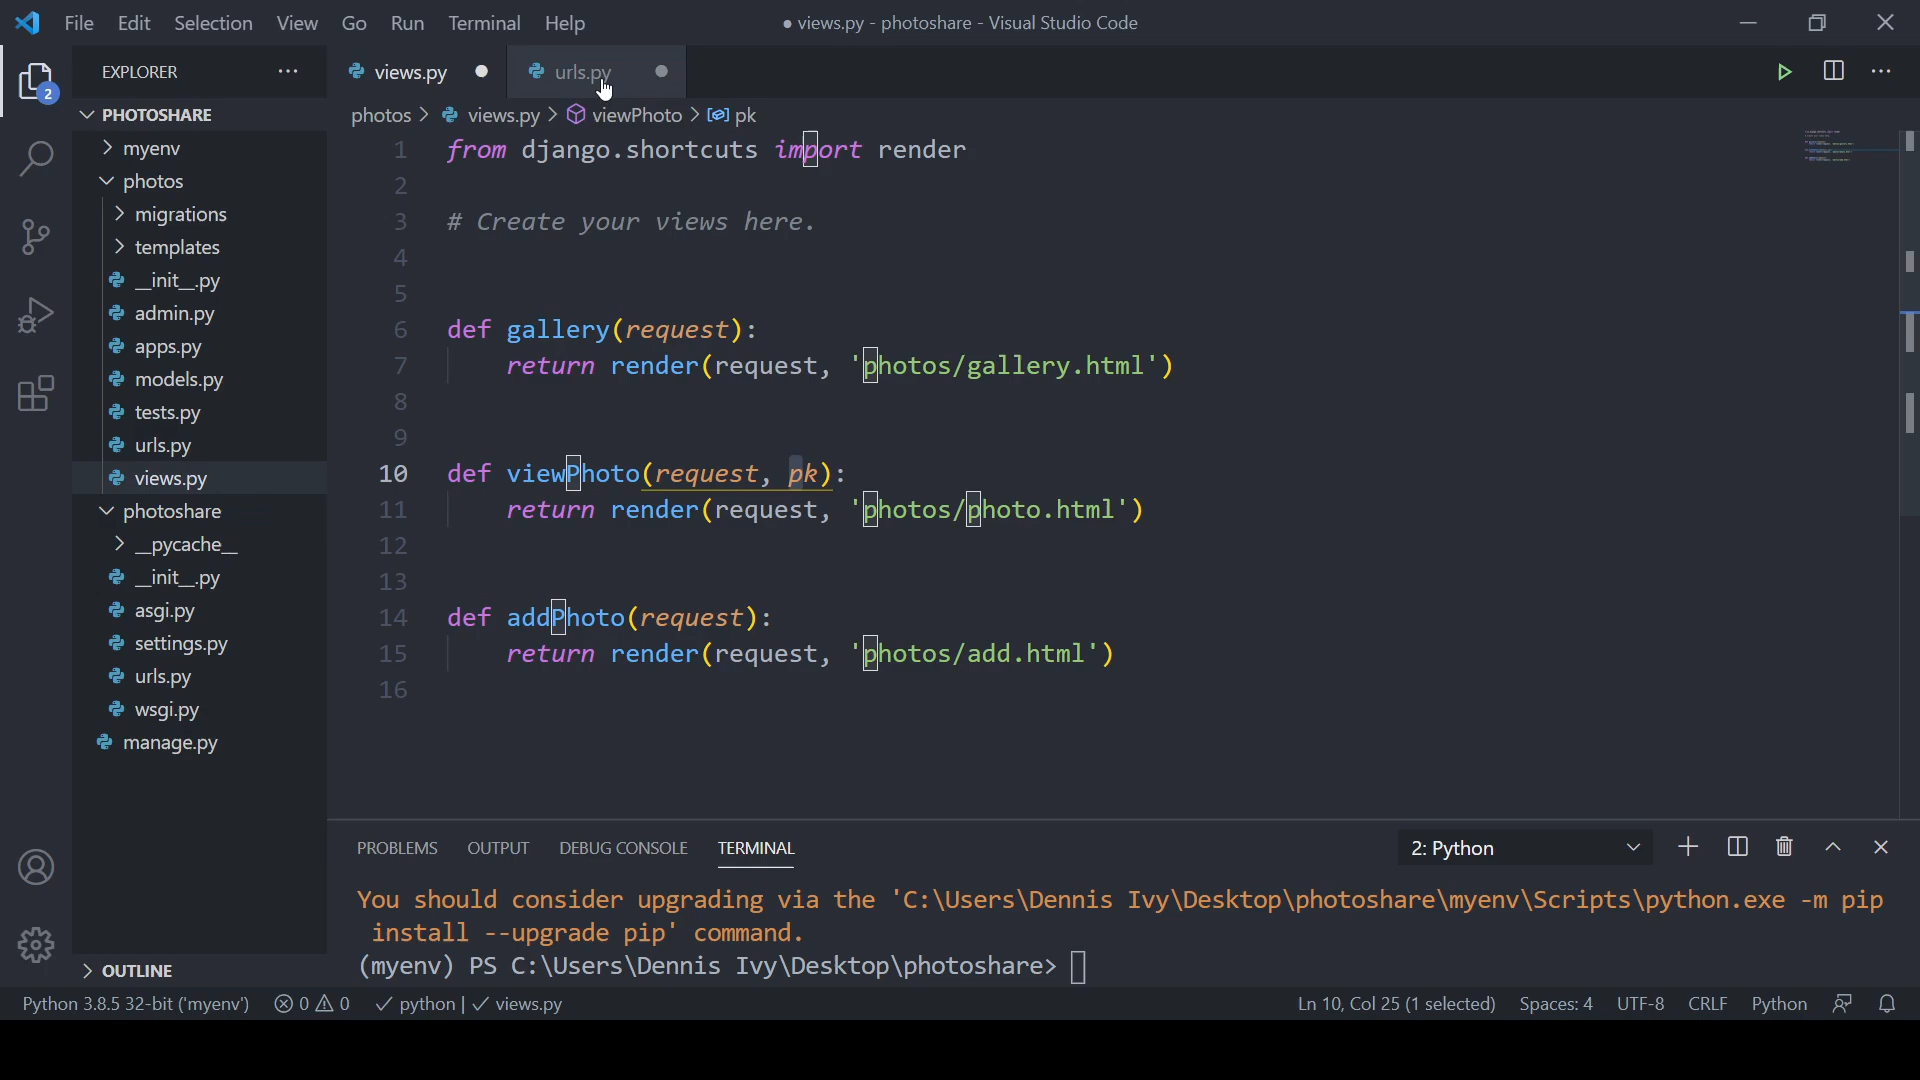 File Edit Selection View Go Run Terminal Help
● views.py - photoshare - Visual Studio Code
EXPLORER
views.py
urls.py
2
PHOTOSHARE
photos > views.py > viewPhoto > pk
myenv
photos
migrations
templates
__init__.py
admin.py
apps.py
models.py
tests.py
urls.py
views.py
photoshare
__pycache__
__init__.py
asgi.py
settings.py
urls.py
wsgi.py
manage.py
OUTLINE
1 from django.shortcuts import render
2
3 # Create your views here.
4
5
6 def gallery(request):
7 return render(request, 'photos/gallery.html')
8
9
10 def viewPhoto(request, pk):
11 return render(request, 'photos/photo.html')
12
13
14 def addPhoto(request):
15 return render(request, 'photos/add.html')
16
PROBLEMS OUTPUT DEBUG CONSOLE TERMINAL
2: Python
You should consider upgrading via the 'C:\Users\Dennis Ivy\Desktop\photoshare\myenv\Scripts\python.exe -m pip
install --upgrade pip' command.
(myenv) PS C:\Users\Dennis Ivy\Desktop\photoshare>
Python 3.8.5 32-bit ('myenv') 0 0 ✓ python | ✓ views.py
Ln 10, Col 25 (1 selected) Spaces: 4 UTF-8 CRLF Python